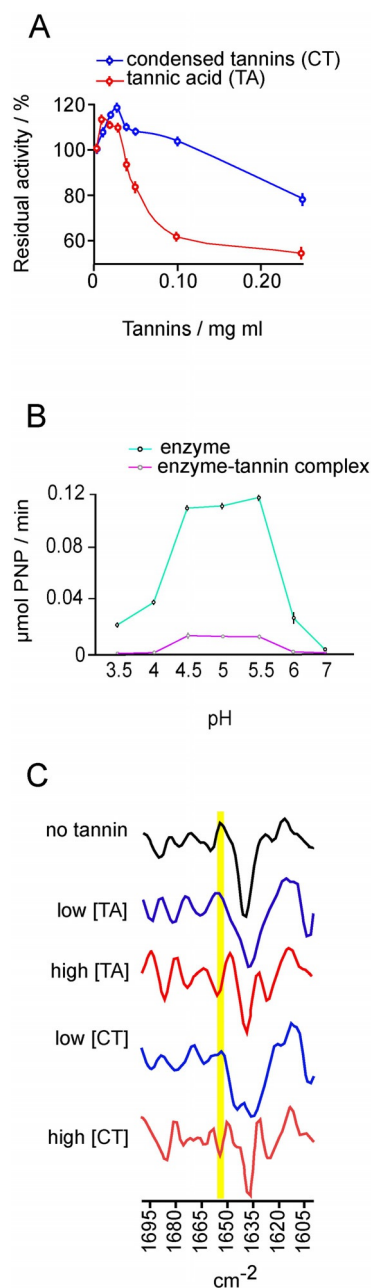 A
condensed tannins (CT)
tannic acid (TA)
Residual activity / %
120
100
80
60
0
0.10
0.20
Tannins / mg ml
B
enzyme
enzyme-tannin complex
µmol PNP / min
0.12
0.08
0.04
0
3.5
4
4.5
5
5.5
6
7
pH
C
no tannin
low [TA]
high [TA]
low [CT]
high [CT]
1695
1680
1665
1650
1635
1620
1605
cm-2